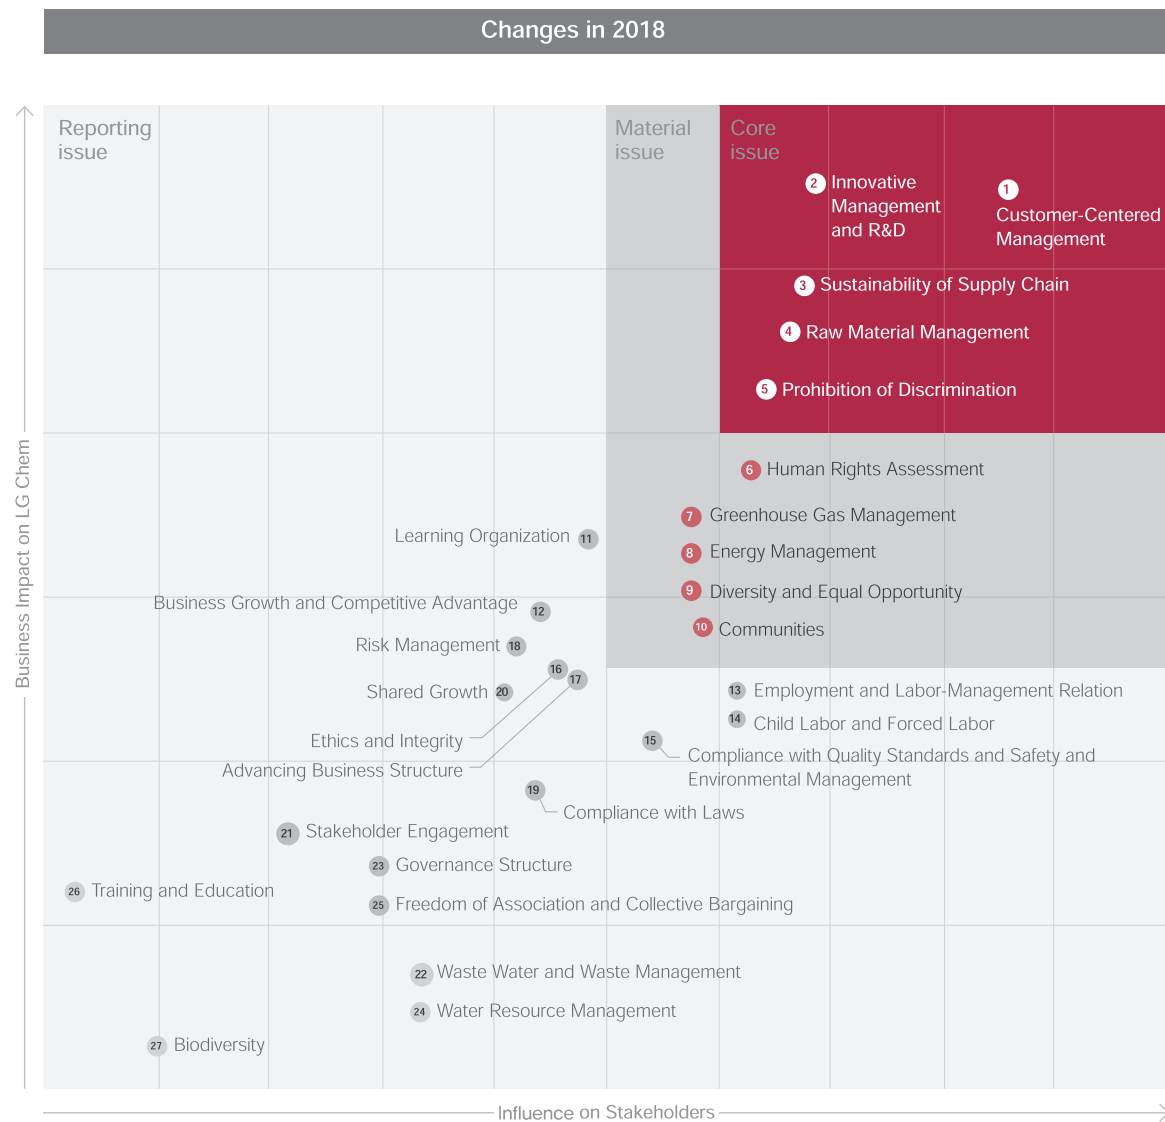 Changes in 2018
Reporting
issue
Material
issue
Core
issue
2 Innovative
Management
and R&D
1
Customer-Centered
Management
3 Sustainability of Supply Chain
4 Raw Material Management
5 Prohibition of Discrimination
6 Human Rights Assessment
7 Greenhouse Gas Management
Learning Organization 11
8 Energy Management
9 Diversity and Equal Opportunity
Business Growth and Competitive Advantage 12
10 Communities
Risk Management 18
16
17
Shared Growth 20
13 Employment and Labor-Management Relation
14 Child Labor and Forced Labor
Ethics and Integrity
15
Compliance with Quality Standards and Safety and
Environmental Management
Advancing Business Structure
19
Compliance with Laws
21 Stakeholder Engagement
23 Governance Structure
26 Training and Education
25 Freedom of Association and Collective Bargaining
22 Waste Water and Waste Management
24 Water Resource Management
27 Biodiversity
Business Impact on LG Chem
Influence on Stakeholders